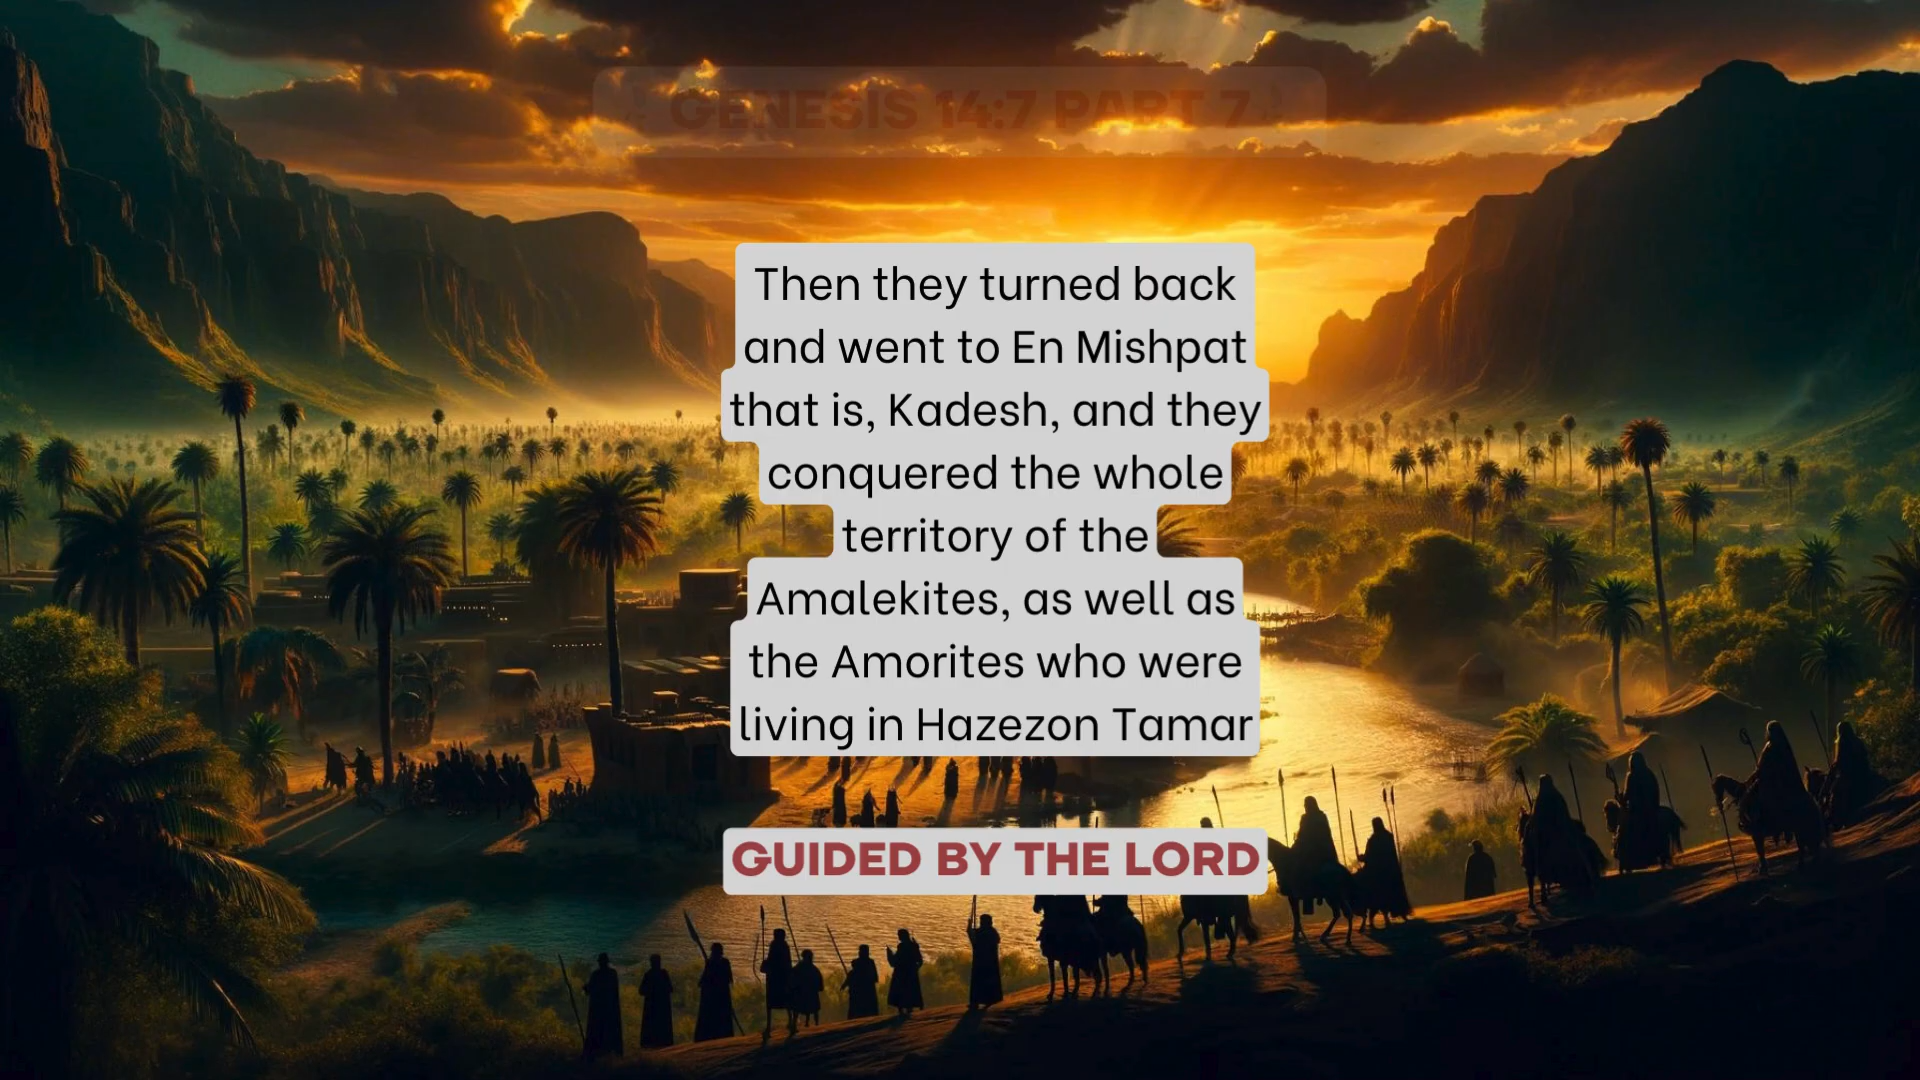 GENESIS 14:7 PART 7
Then they turned back
and went to En Mishpat
that is, Kadesh, and they
conquered the whole
territory of the
Amalekites, as well as
the Amorites who were
living in Hazezon Tamar
GUIDED BY THE LORD